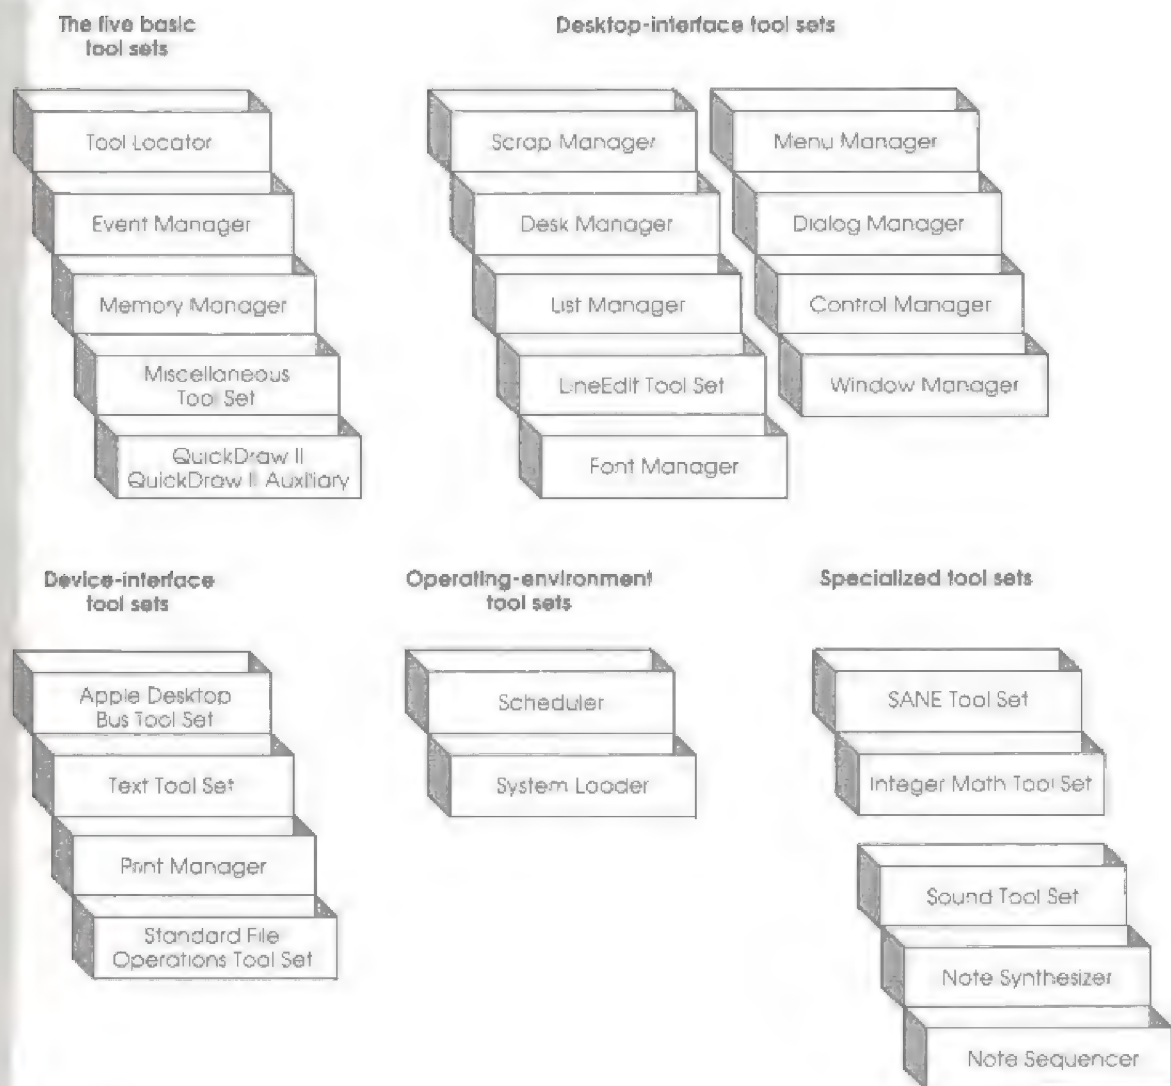 The five basic
tool sets
Tool Locator
Event Manager
Memory Manager
Miscellaneous
Tool Set
QuickDraw II
QuickDraw II Auxiliary
Desktop-interface tool sets
Scrap Manager
Desk Manager
List Manager
LineEdit Tool Set
Font Manager
Menu Manager
Dialog Manager
Control Manager
Window Manager
Device-interface
tool sets
Apple Desktop
Bus Tool Set
Text Tool Set
Print Manager
Standard File
Operations Tool Set
Operating-environment
tool sets
Scheduler
System Loader
Specialized tool sets
SANE Tool Set
Integer Math Tool Set
Sound Tool Set
Note Synthesizer
Note Sequencer